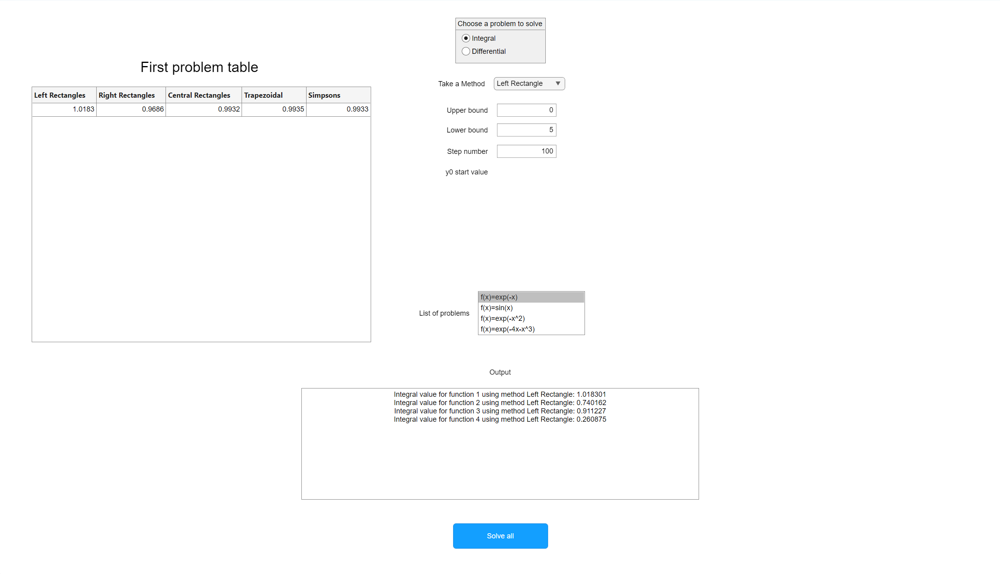 Choose a problem to solve
Integral
Differential
First problem table
Take a Method Left Rectangle
Left Rectangles Right Rectangles Central Rectangles Trapezoidal Simpsons
1.0183 0.9686 0.9932 0.9935 0.9933
Upper bound 0
Lower bound 5
Step number 100
y0 start value
List of problems
f(x)=exp(-x)
f(x)=sin(x)
f(x)=exp(-x^2)
f(x)=exp(-4x-x^3)
Output
Integral value for function 1 using method Left Rectangle: 1.018301
Integral value for function 2 using method Left Rectangle: 0.740162
Integral value for function 3 using method Left Rectangle: 0.911227
Integral value for function 4 using method Left Rectangle: 0.260875
Solve all